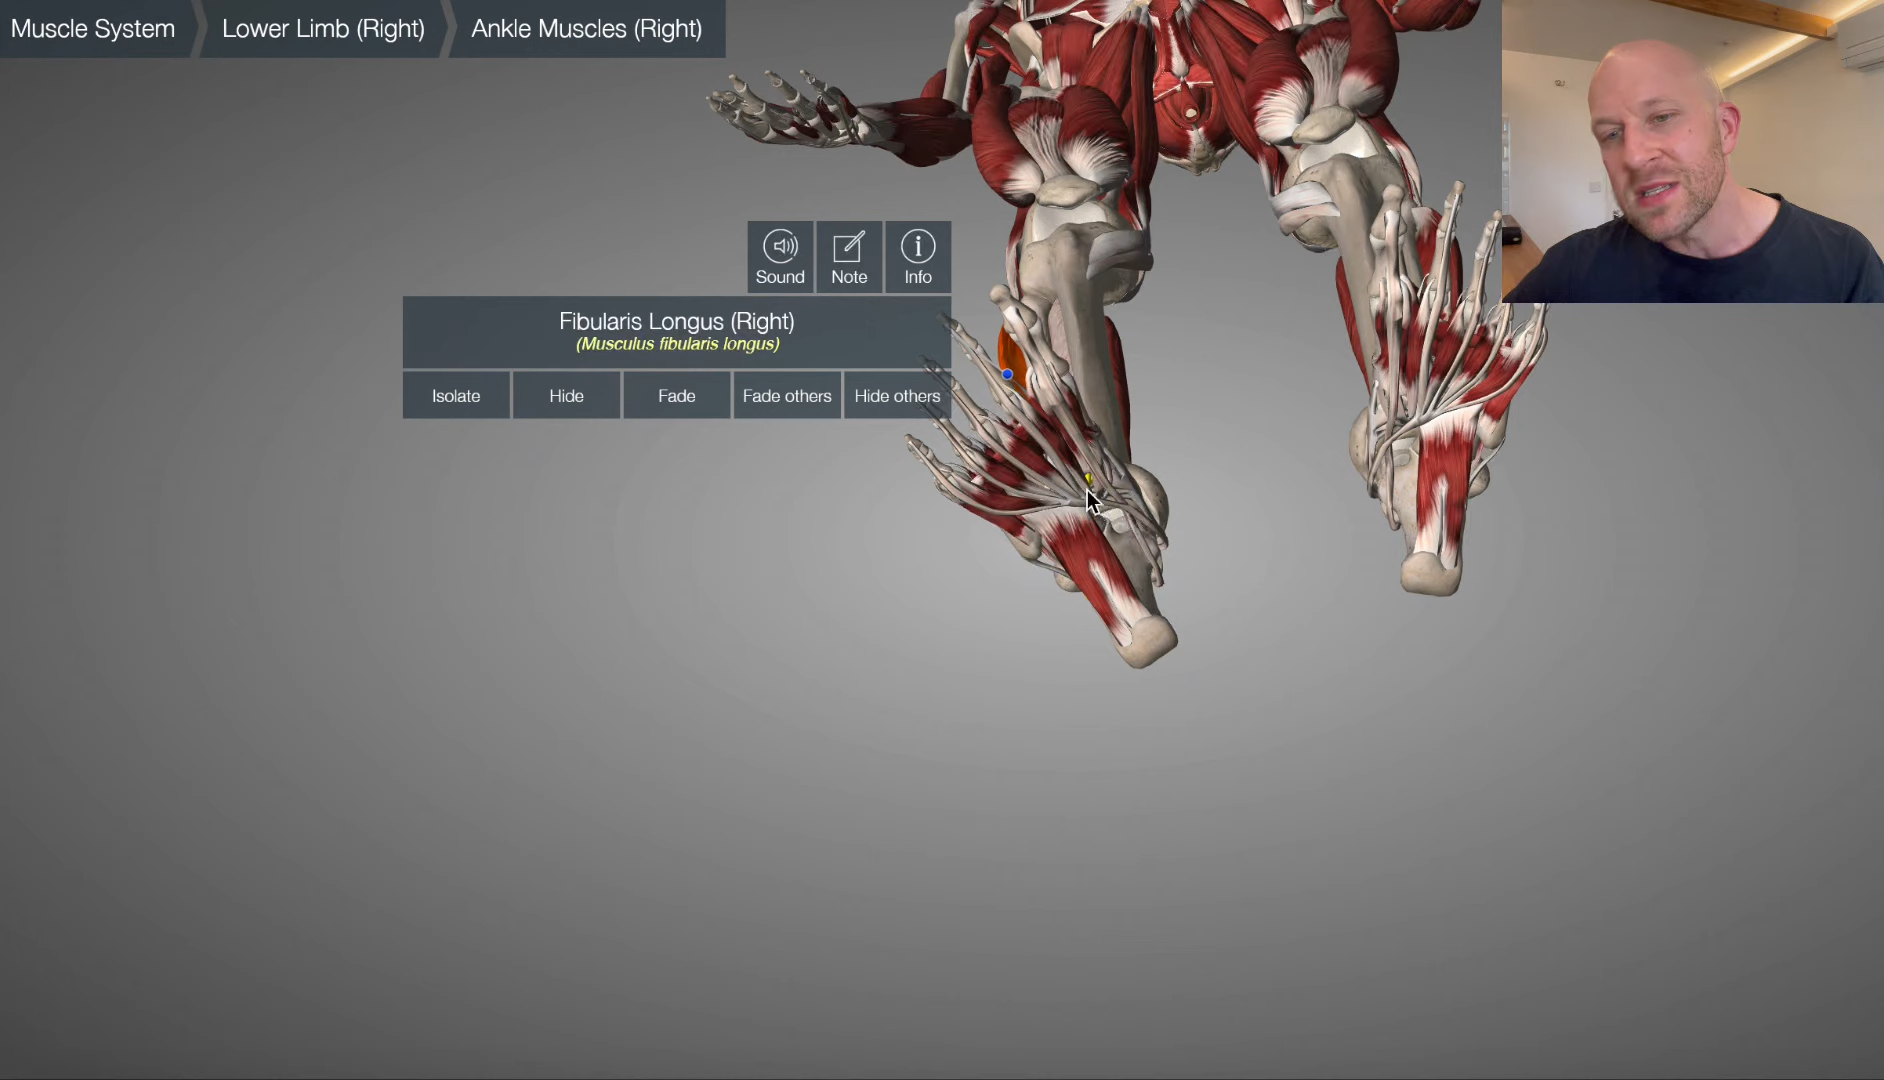 Muscle System
Lower Limb (Right)
Ankle Muscles (Right)
Sound
Note
Info
Fibularis Longus (Right)
(Musculus fibularis longus)
Isolate
Hide
Fade
Fade others
Hide others